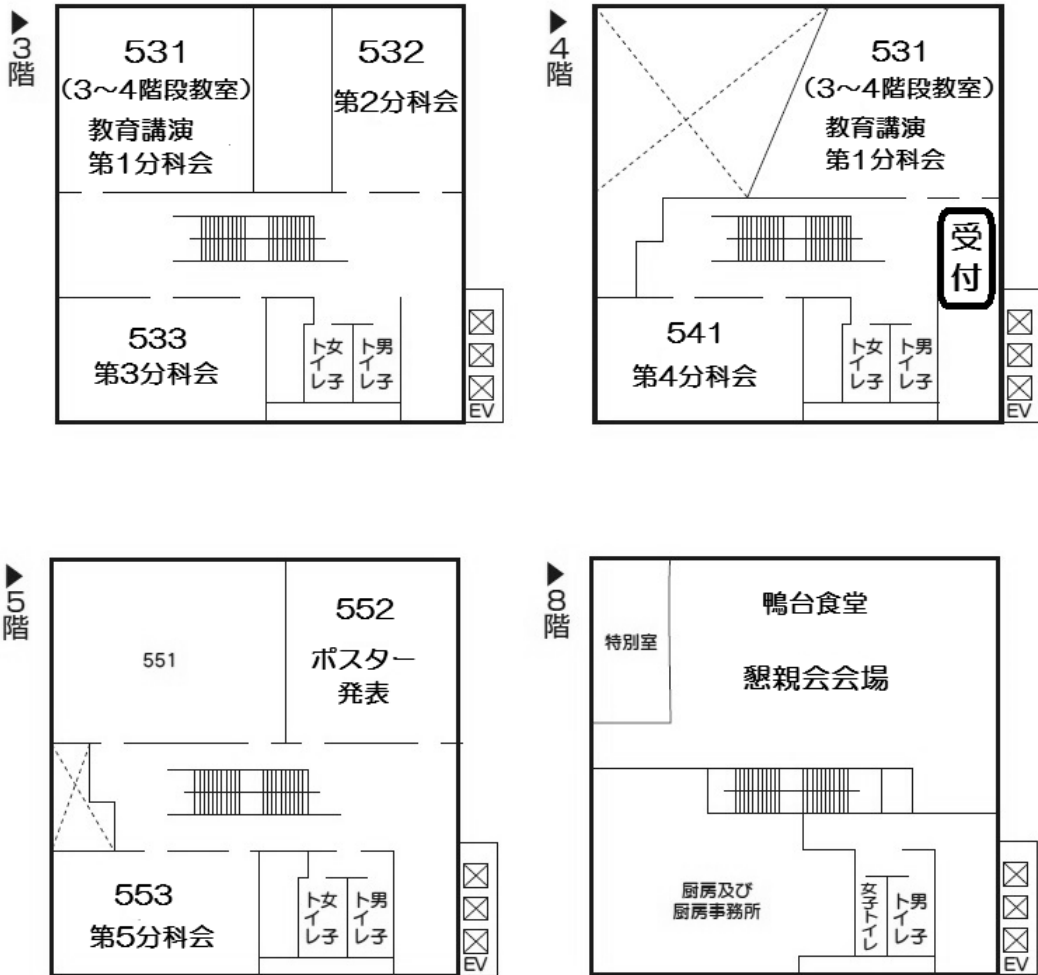 ▶3階
531
（3～4階段教室）
教育講演
第1分科会
532
第2分科会
533
第3分科会
女子トイレ
男子トイレ
EV
▶4階
531
（3～4階段教室）
教育講演
第1分科会
受付
541
第4分科会
女子トイレ
男子トイレ
EV
▶5階
551
552
ポスター
発表
553
第5分科会
女子トイレ
男子トイレ
EV
▶8階
特別室
鴨台食堂
懇親会会場
厨房及び
厨房事務所
女子トイレ
男子トイレ
EV